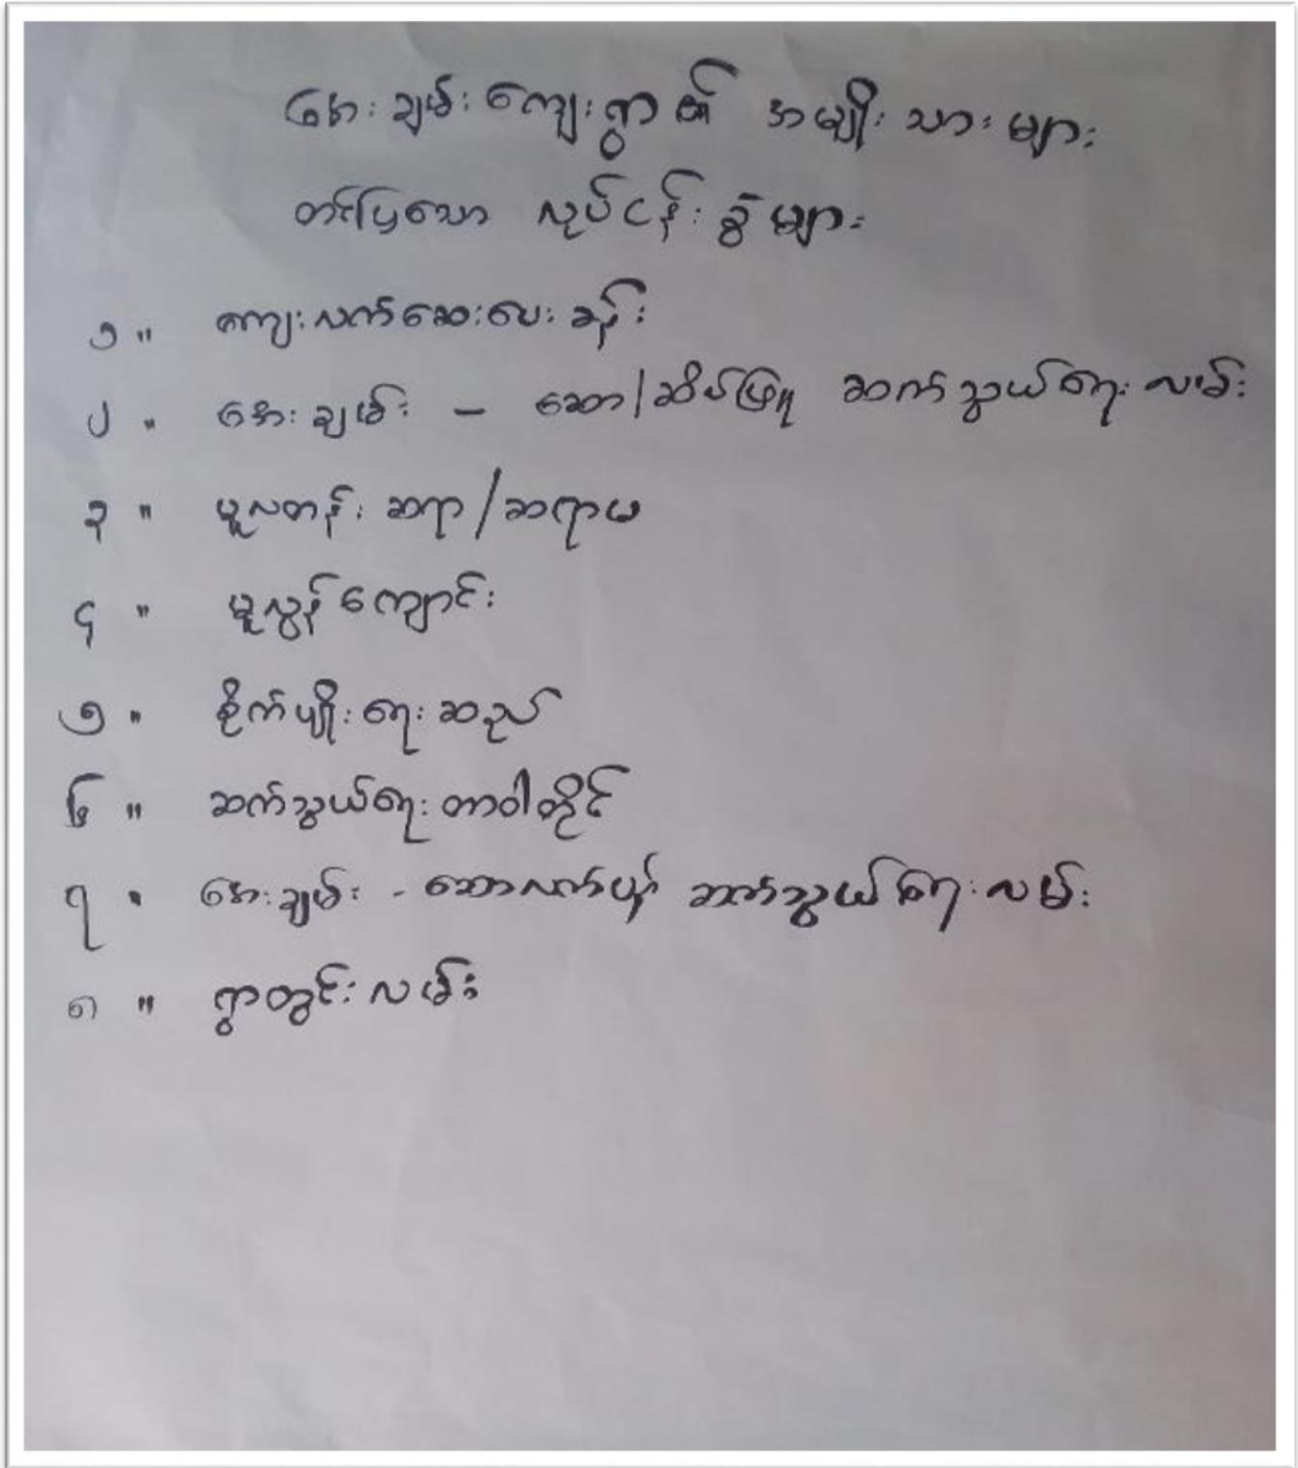 အေးချမ်းကျေးရွာ၏ အမျိုးသားများ
တင်ပြသော လုပ်ငန်းခွဲများ
၁။ ကျေးလက်ဆေးပေးခန်း
၂။ အေးချမ်း - ဆော/ဆိပ်ဖြူ ဆက်သွယ်ရေးလမ်း
၃။ မူလတန်းဆရာ/ဆရာမ
၄။ မူလွန်ကျောင်း
၅။ စိုက်ပျိုးရေးဆည်
၆။ ဆက်သွယ်ရေးတာဝါတိုင်
၇။ အေးချမ်း - ဆောလက်ပှာ် ဆက်သွယ်ရေးလမ်း
၈။ ရွာတွင်းလမ်း